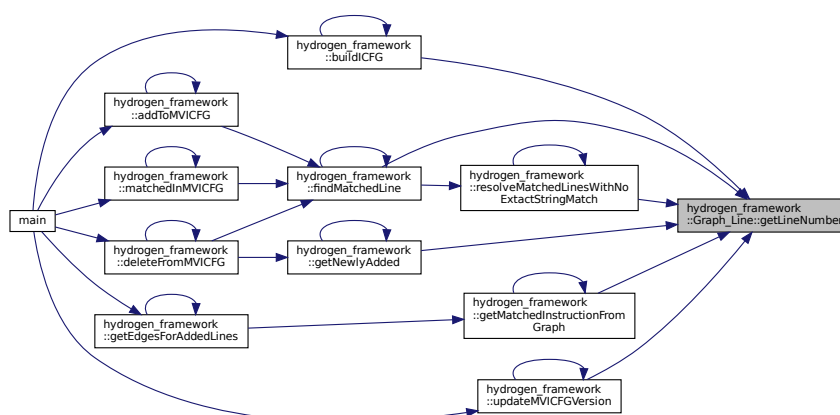 hydrogen_framework
::buildICFG
hydrogen_framework
::addToMVICFG
hydrogen_framework
::matchedInMVICFG
hydrogen_framework
::findMatchedLine
hydrogen_framework
::resolveMatchedLinesWithNo
ExtactStringMatch
hydrogen_framework
::Graph_Line::getLineNumber
main
hydrogen_framework
::deleteFromMVICFG
hydrogen_framework
::getNewlyAdded
hydrogen_framework
::getMatchedInstructionFrom
Graph
hydrogen_framework
::getEdgesForAddedLines
hydrogen_framework
::updateMVICFGVersion